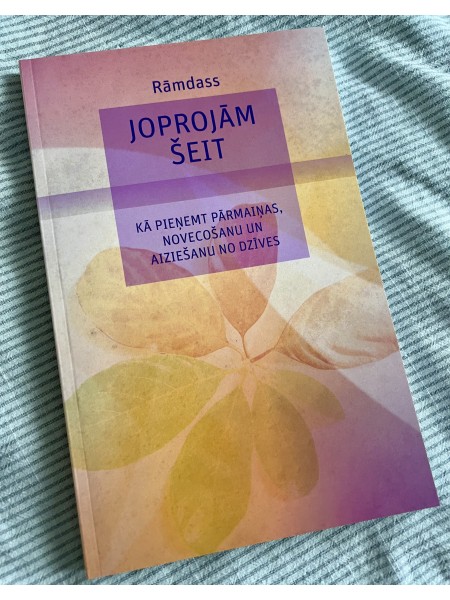 Rāmdass
JOPROJĀM
ŠEIT
KĀ PIEŅEMT PĀRMAIŅAS,
NOVECOŠANU UN
AIZIEŠANU NO DZĪVES